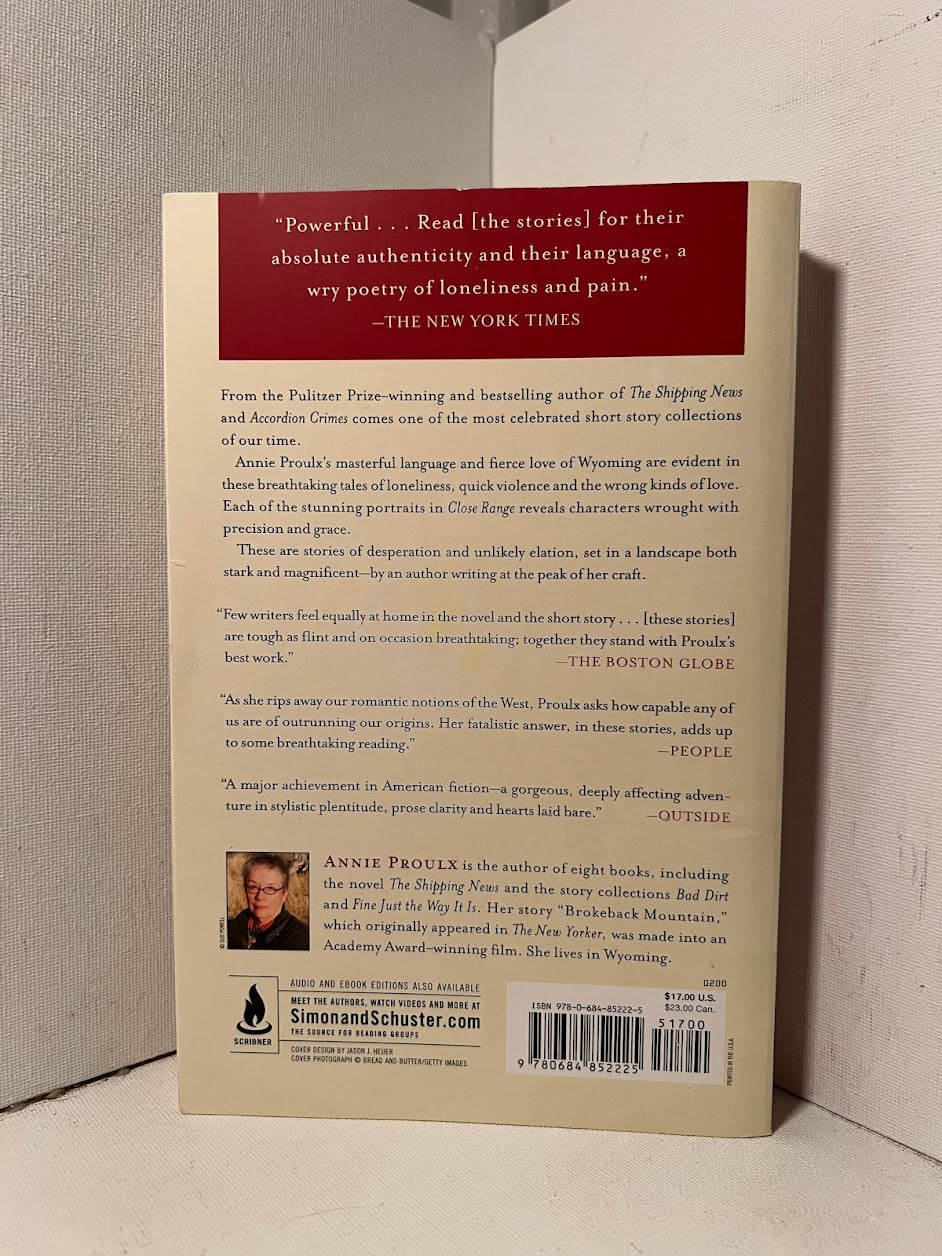 “Powerful . . . Read [the stories] for their
absolute authenticity and their language, a
wry poetry of loneliness and pain.”
—THE NEW YORK TIMES
From the Pulitzer Prize–winning and bestselling author of The Shipping News
and Accordion Crimes comes one of the most celebrated short story collections
of our time.
Annie Proulx’s masterful language and fierce love of Wyoming are evident in
these breathtaking tales of loneliness, quick violence and the wrong kinds of love.
Each of the stunning portraits in Close Range reveals characters wrought with
precision and grace.
These are stories of desperation and unlikely elation, set in a landscape both
stark and magnificent—by an author writing at the peak of her craft.
“Few writers feel equally at home in the novel and the short story . . . [these stories]
are tough as flint and on occasion breathtaking; together they stand with Proulx’s
best work.” —THE BOSTON GLOBE
“As she rips away our romantic notions of the West, Proulx asks how capable any of
us are of outrunning our origins. Her fatalistic answer, in these stories, adds up
to some breathtaking reading.” —PEOPLE
“A major achievement in American fiction—a gorgeous, deeply affecting adven-
ture in stylistic plentitude, prose clarity and hearts laid bare.” —OUTSIDE
ANNIE PROULX is the author of eight books, including
the novel The Shipping News and the story collections Bad Dirt
and Fine Just the Way It Is. Her story “Brokeback Mountain,”
which originally appeared in The New Yorker, was made into an
Academy Award–winning film. She lives in Wyoming.
© GUS POWELL
SCRIBNER
AUDIO AND EBOOK EDITIONS ALSO AVAILABLE
MEET THE AUTHORS, WATCH VIDEOS AND MORE AT
SimonandSchuster.com
THE SOURCE FOR READING GROUPS
COVER DESIGN BY JASON J. HEUER
COVER PHOTOGRAPH © BREAD AND BUTTER/GETTY IMAGES
0200
$17.00 U.S.
$23.00 Can.
ISBN 978-0-684-85222-5
51700
9 780684 852225
PRINTED IN THE U.S.A.